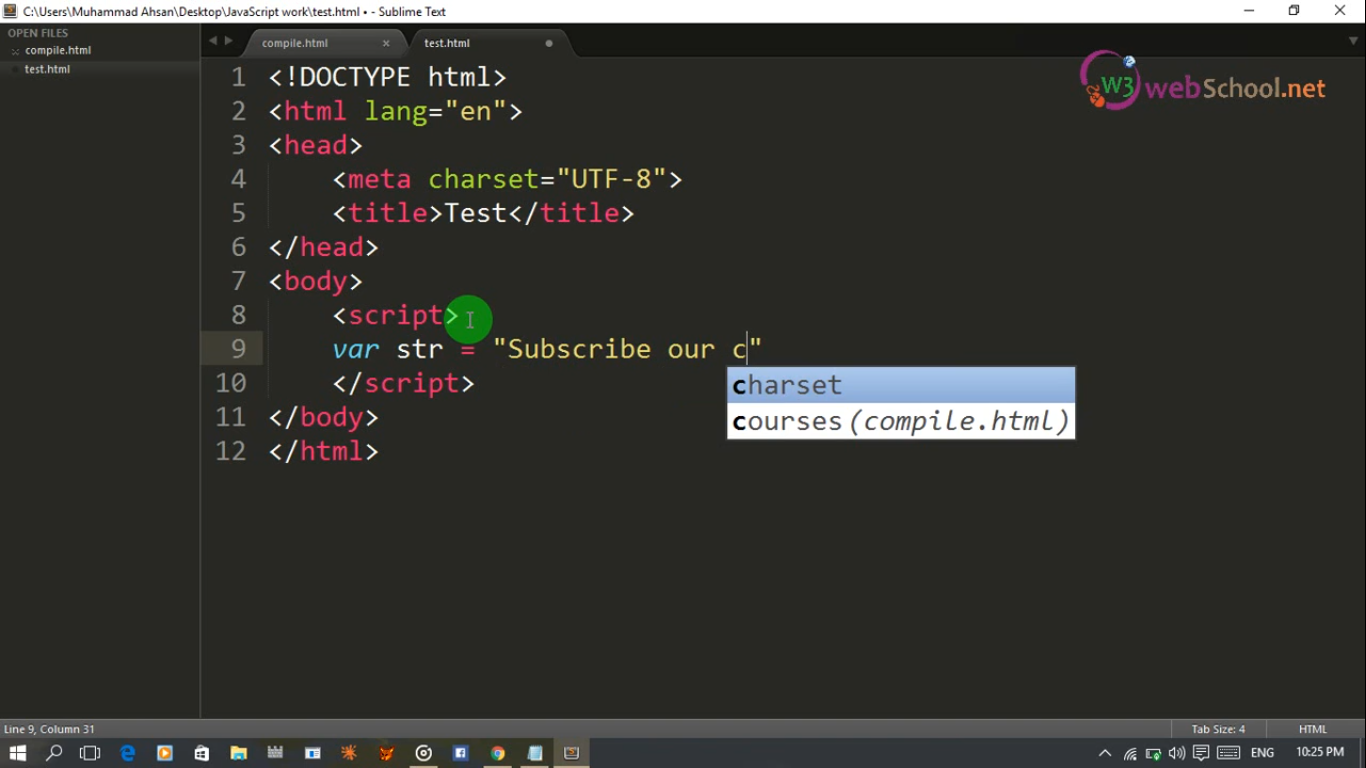 C:\Users\Muhammad Ahsan\Desktop\JavaScript work\test.html • - Sublime Text
OPEN FILES
compile.html
test.html
compile.html
test.html
W3 webSchool.net
1 <!DOCTYPE html>
2 <html lang="en">
3 <head>
4 <meta charset="UTF-8">
5 <title>Test</title>
6 </head>
7 <body>
8 <script>
9 var str = "Subscribe our c"
charset
courses(compile.html)
10 </script>
11 </body>
12 </html>
Line 9, Column 31
Tab Size: 4
HTML
ENG
10:25 PM